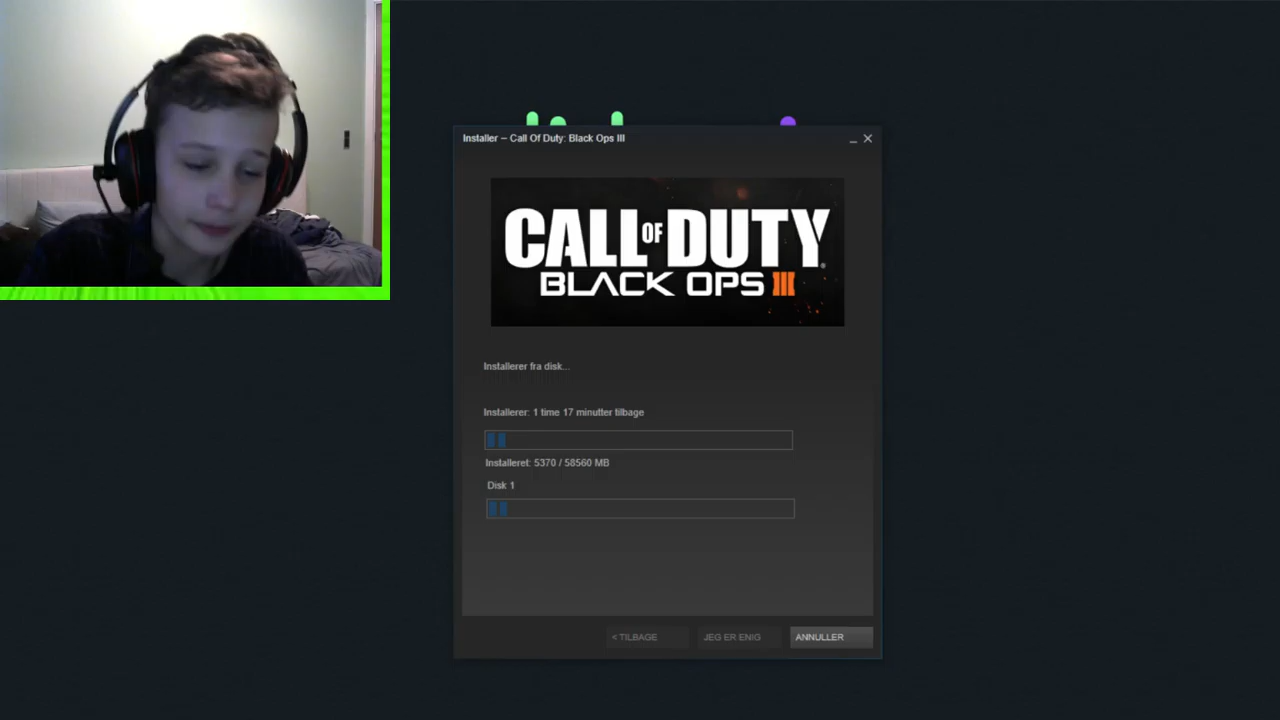 Installer – Call Of Duty: Black Ops III
CALL OF DUTY
BLACK OPS III
Installerer fra disk...
Installerer: 1 time 17 minutter tilbage
Installeret: 5370 / 58560 MB
Disk 1
< TILBAGE
JEG ER ENIG
ANNULLER